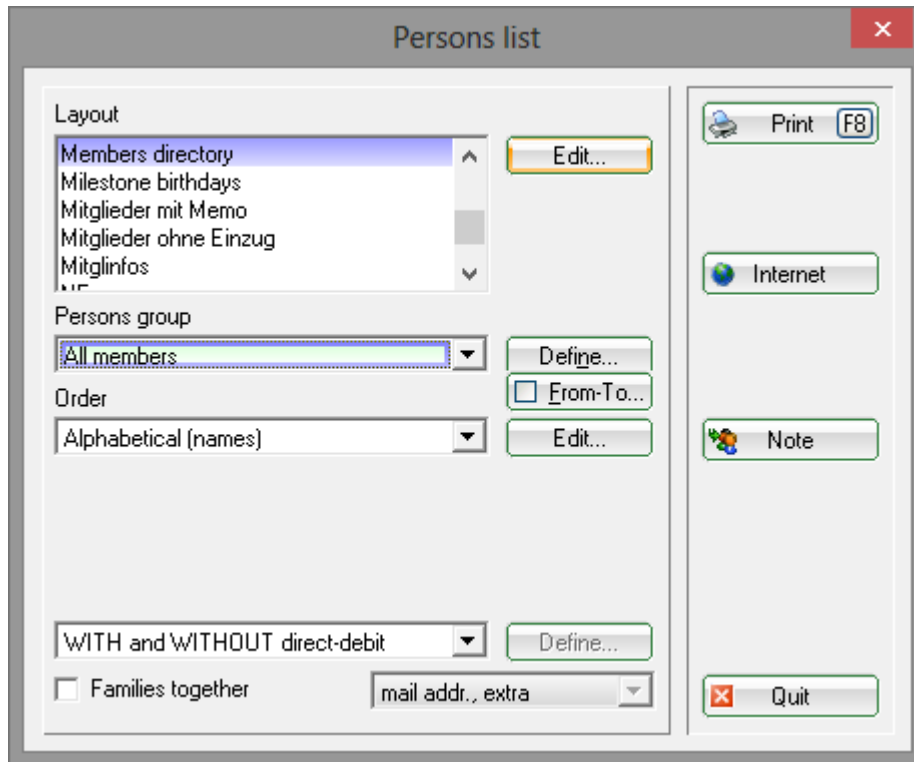 Persons list
Layout
Members directory
Milestone birthdays
Mitglieder mit Memo
Mitglieder ohne Einzug
Mitglinfos
Edit...
Persons group
All members
Define...
From-To...
Order
Alphabetical (names)
Edit...
WITH and WITHOUT direct-debit
Define...
Families together
mail addr., extra
Print F8
Internet
Note
Quit